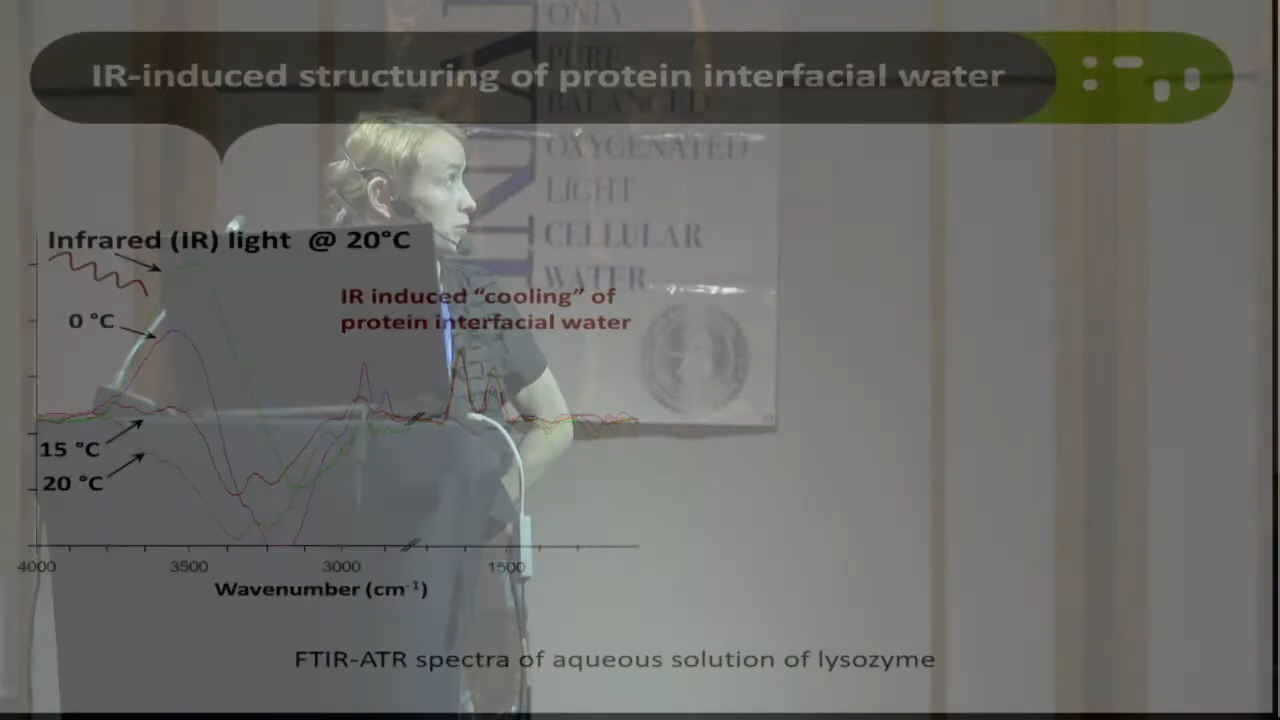 ONLY
PURE
BALANCED
OXYGENATED
LIGHT
CELLULAR
WATER
IR-induced structuring of protein interfacial water
Infrared (IR) light @ 20°C
IR induced “cooling” of
protein interfacial water
0 °C
15 °C
20 °C
4000 3500 3000 1500
Wavenumber (cm⁻¹)
FTIR-ATR spectra of aqueous solution of lysozyme